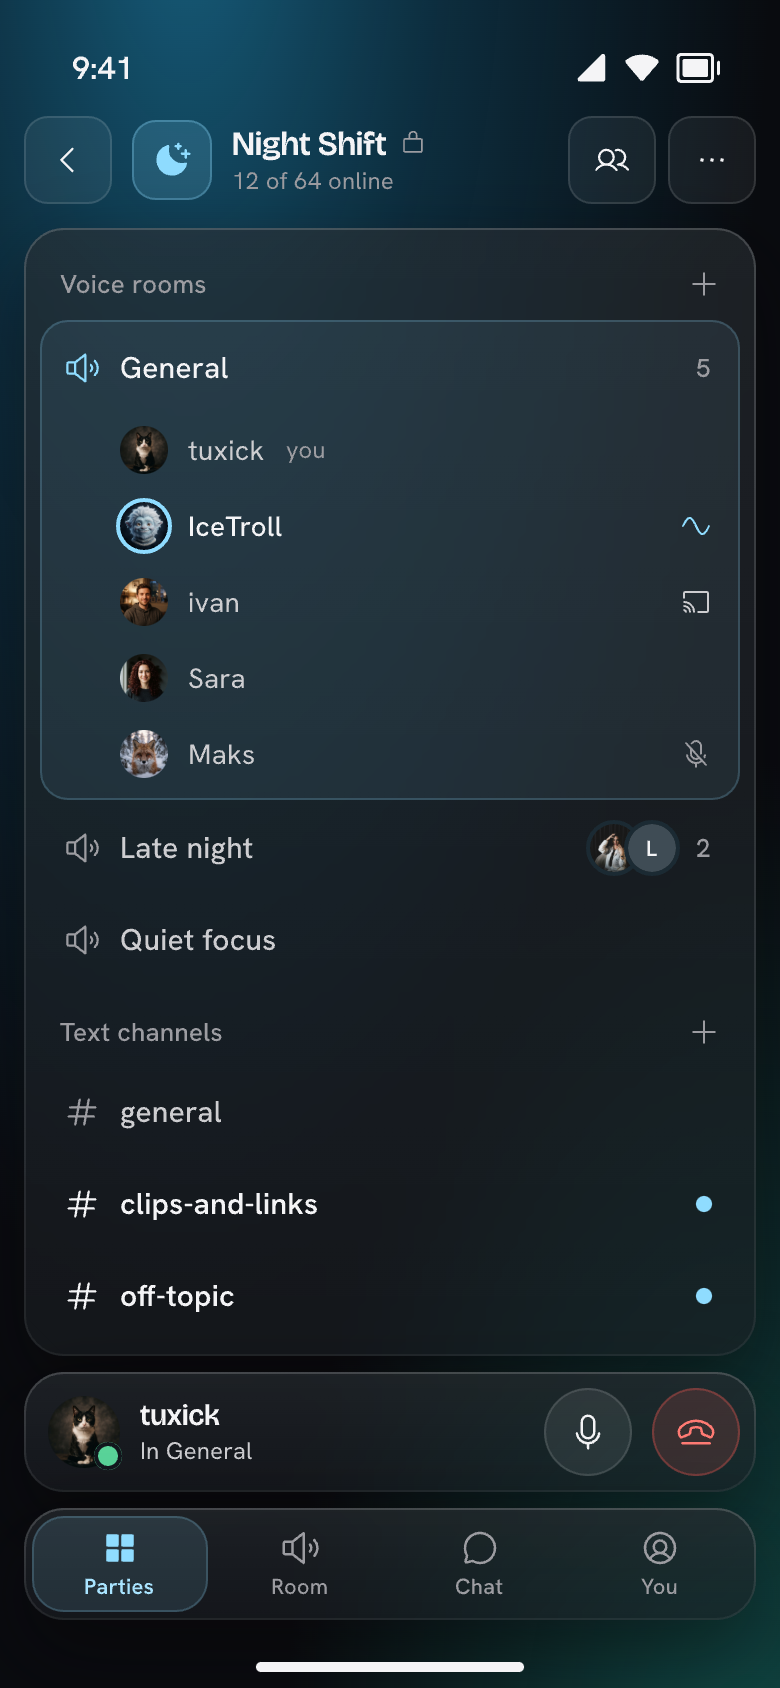 9:41
Night Shift
12 of 64 online
Voice rooms
General 5
tuxick you
IceTroll
ivan
Sara
Maks
Late night L 2
Quiet focus
Text channels
# general
# clips-and-links
# off-topic
tuxick
In General
Parties Room Chat You